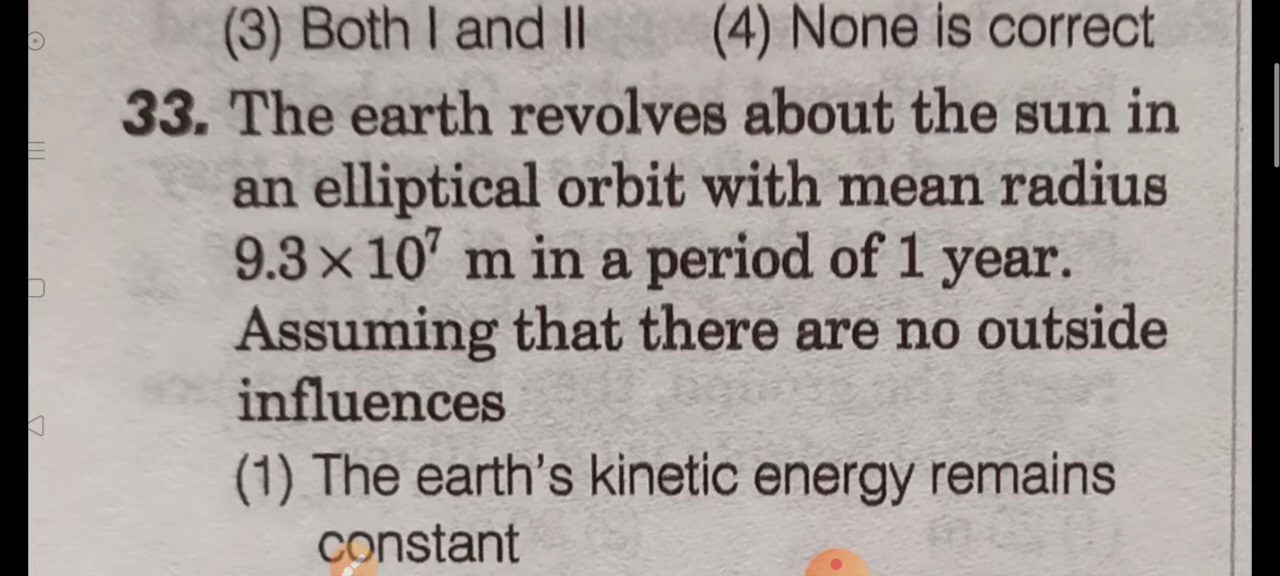 (3) Both I and II (4) None is correct
33. The earth revolves about the sun in
an elliptical orbit with mean radius
9.3 × 10⁷ m in a period of 1 year.
Assuming that there are no outside
influences
(1) The earth's kinetic energy remains
constant